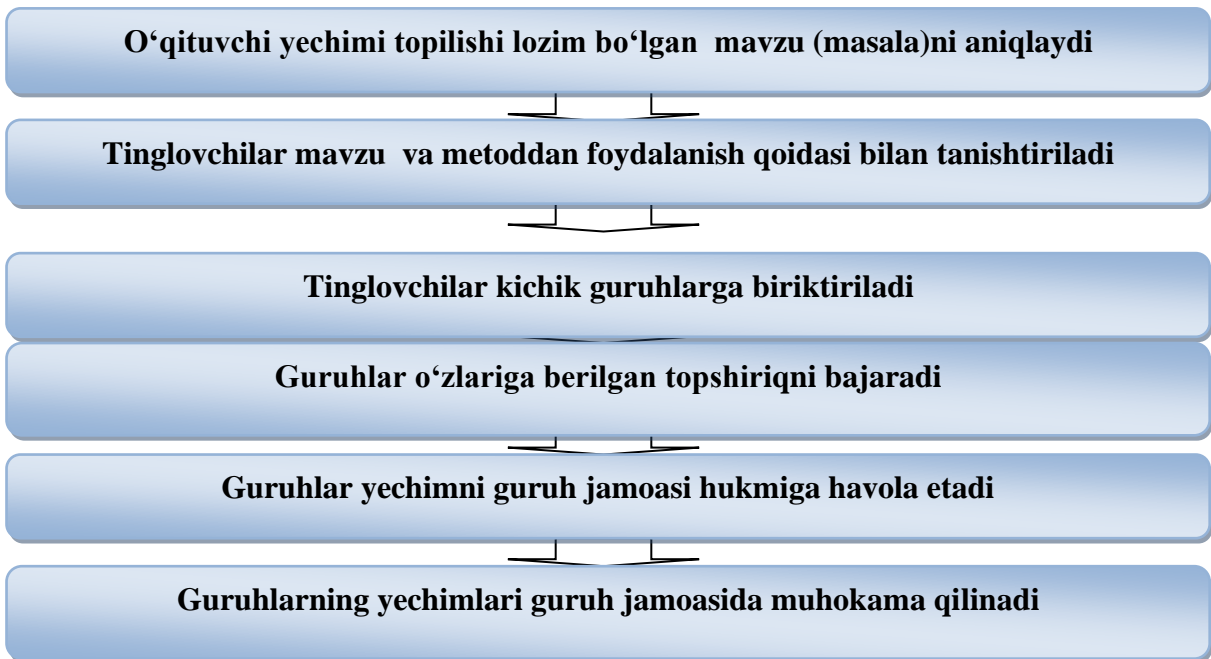 O‘qituvchi yechimi topilishi lozim bo‘lgan mavzu (masala)ni aniqlaydi
Tinglovchilar mavzu va metoddan foydalanish qoidasi bilan tanishtiriladi
Tinglovchilar kichik guruhlarga biriktiriladi
Guruhlar o‘zlariga berilgan topshiriqni bajaradi
Guruhlar yechimni guruh jamoasi hukmiga havola etadi
Guruhlarning yechimlari guruh jamoasida muhokama qilinadi